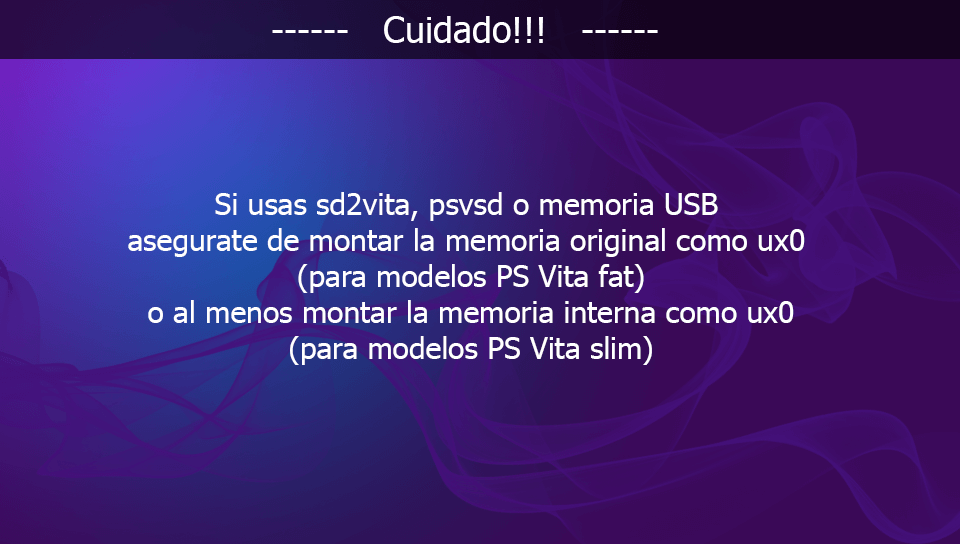 ------ Cuidado!!! ------
Si usas sd2vita, psvsd o memoria USB
asegurate de montar la memoria original como ux0
(para modelos PS Vita fat)
o al menos montar la memoria interna como ux0
(para modelos PS Vita slim)